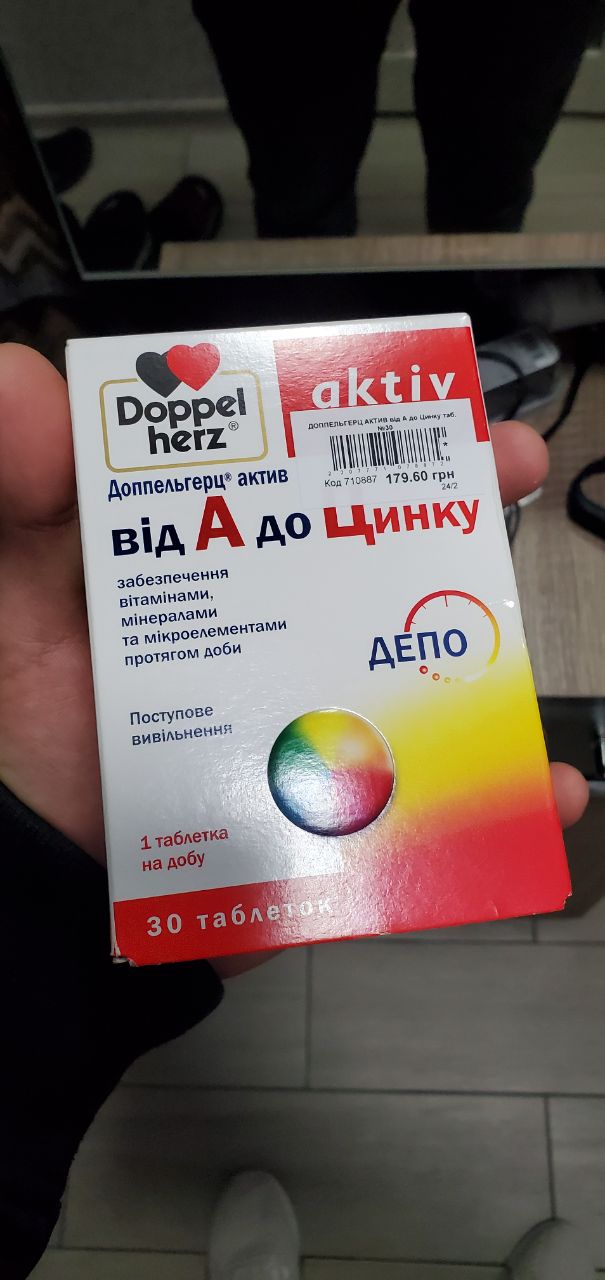 Doppel
herz®
aktiv
ДОППЕЛЬГЕРЦ АКТИВ від А до Цинку таб.
№30
Код 710887 179.60 грн
24/2
Доппельгерц® актив
від А до Цинку
забезпечення
вітамінами,
мінералами
та мікроелементами
протягом доби
ДЕПО
Поступове
вивільнення
1 таблетка
на добу
30 таблеток